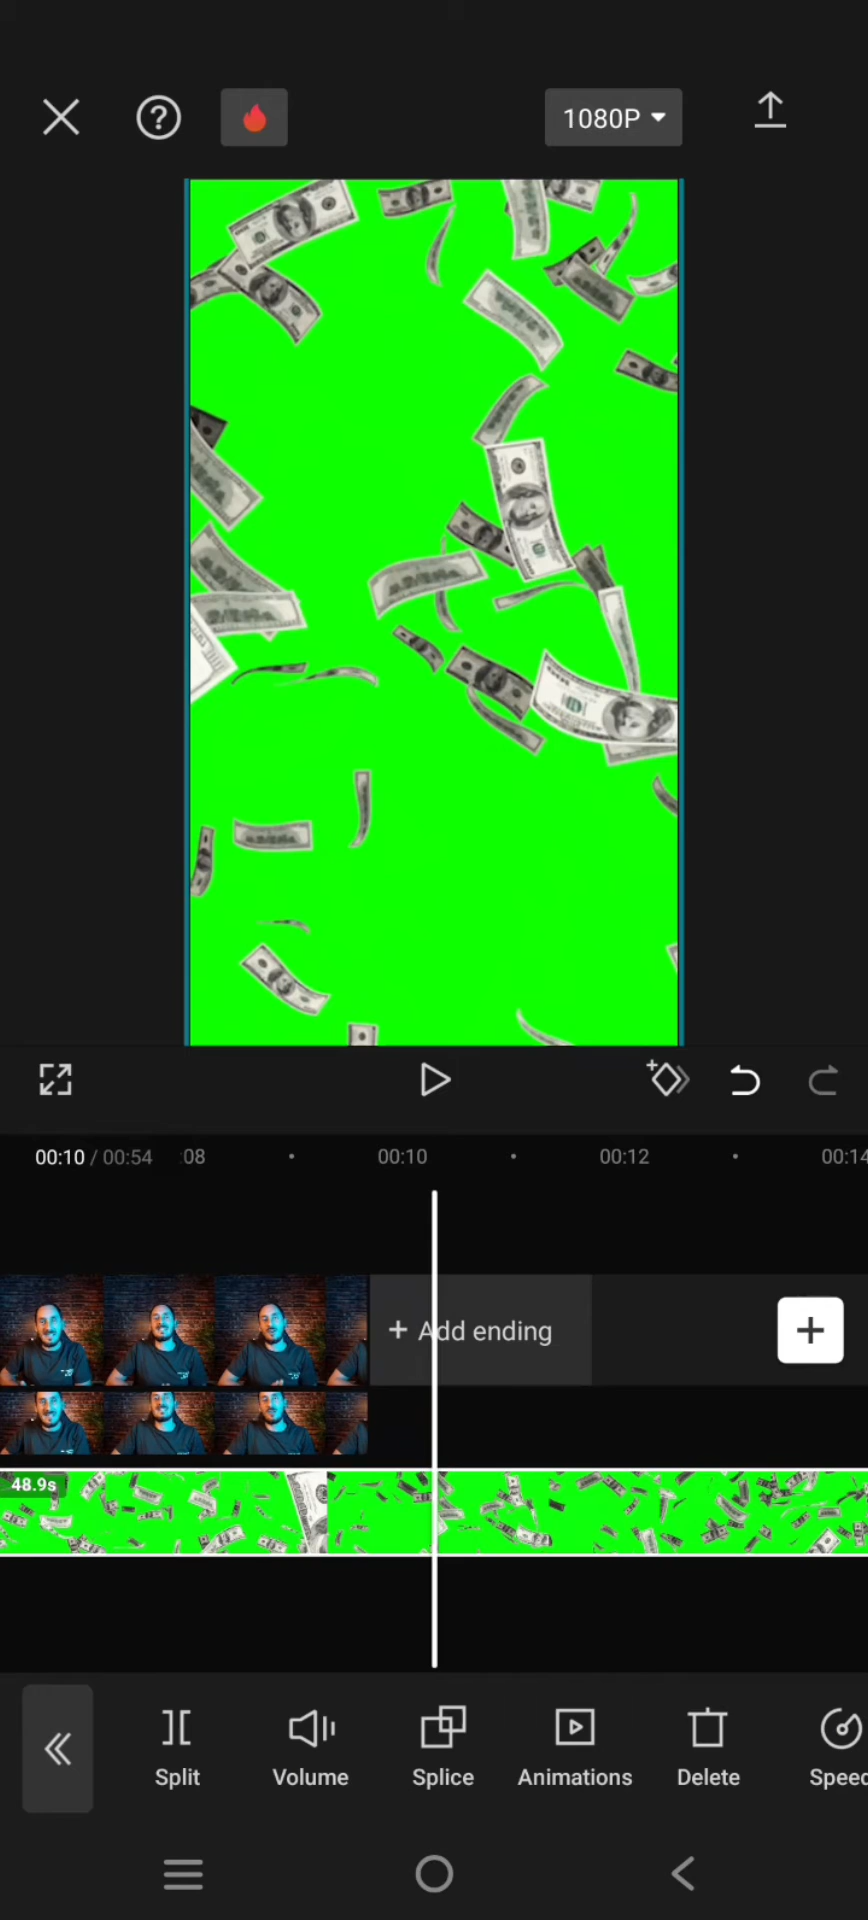 1080P
00:10 / 00:54 :08 00:10 00:12 00:14
+ Add ending
48.9s
Split Volume Splice Animations Delete Speed